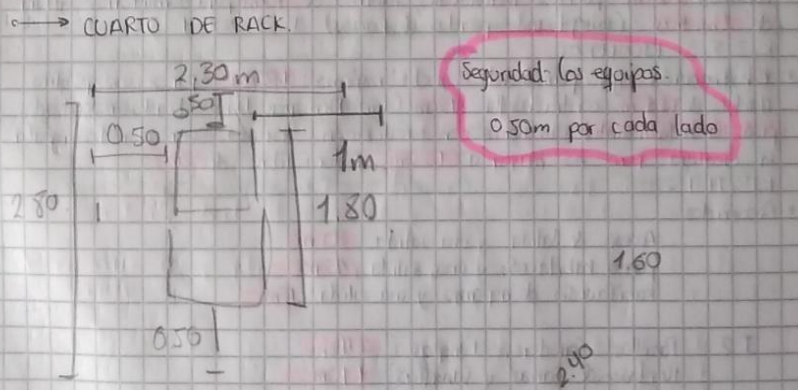 CUARTO DE RACK.
2,30 m
Seguridad: los equipos.
0,50m por cada lado
.50
0.50
1m
2 80
1.80
1.60
0.50
2.40